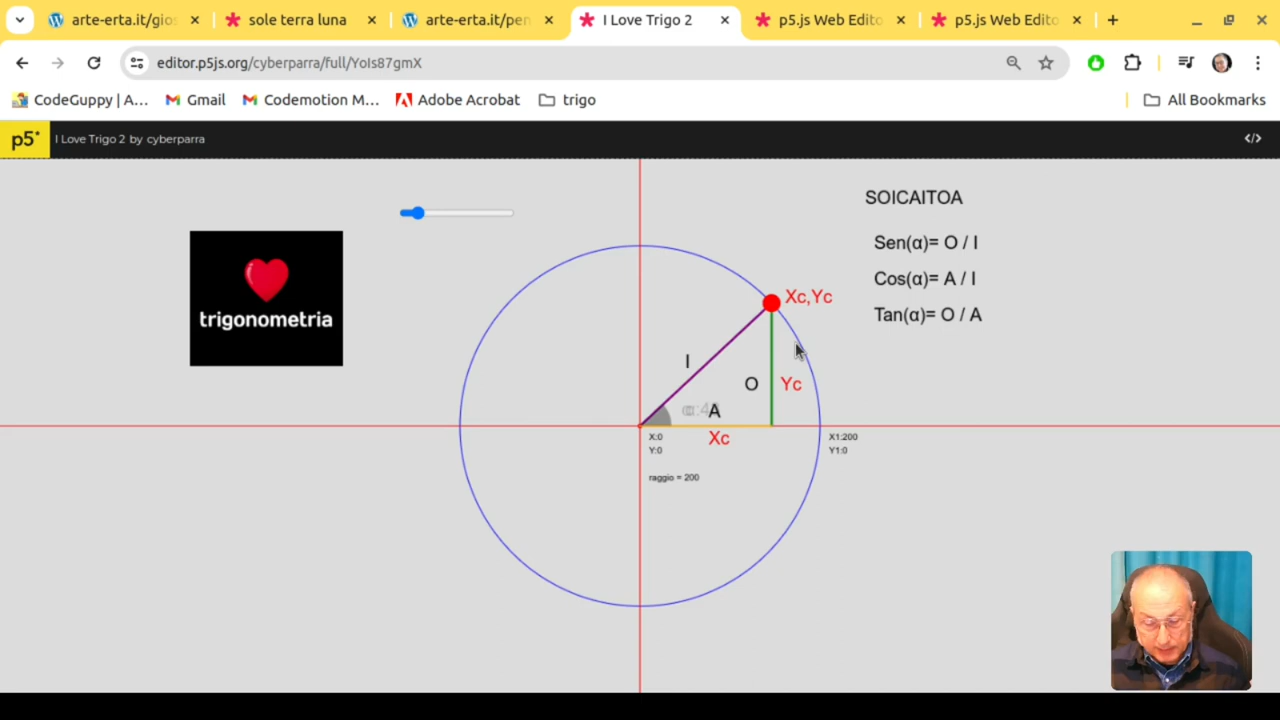 arte-erta.it/gios
sole terra luna
arte-erta.it/pen
I Love Trigo 2
p5.js Web Edito
p5.js Web Edito
editor.p5js.org/cyberparra/full/YoIs87gmX
CodeGuppy | A...
Gmail
Codemotion M...
Adobe Acrobat
trigo
All Bookmarks
p5*
I Love Trigo 2 by cyberparra
</>
SOICAITOA
Sen(α)= O / I
Cos(α)= A / I
Tan(α)= O / A
trigonometria
Xc,Yc
I
O
Yc
A
Xc
X:0
Y:0
X1:200
Y1:0
raggio = 200